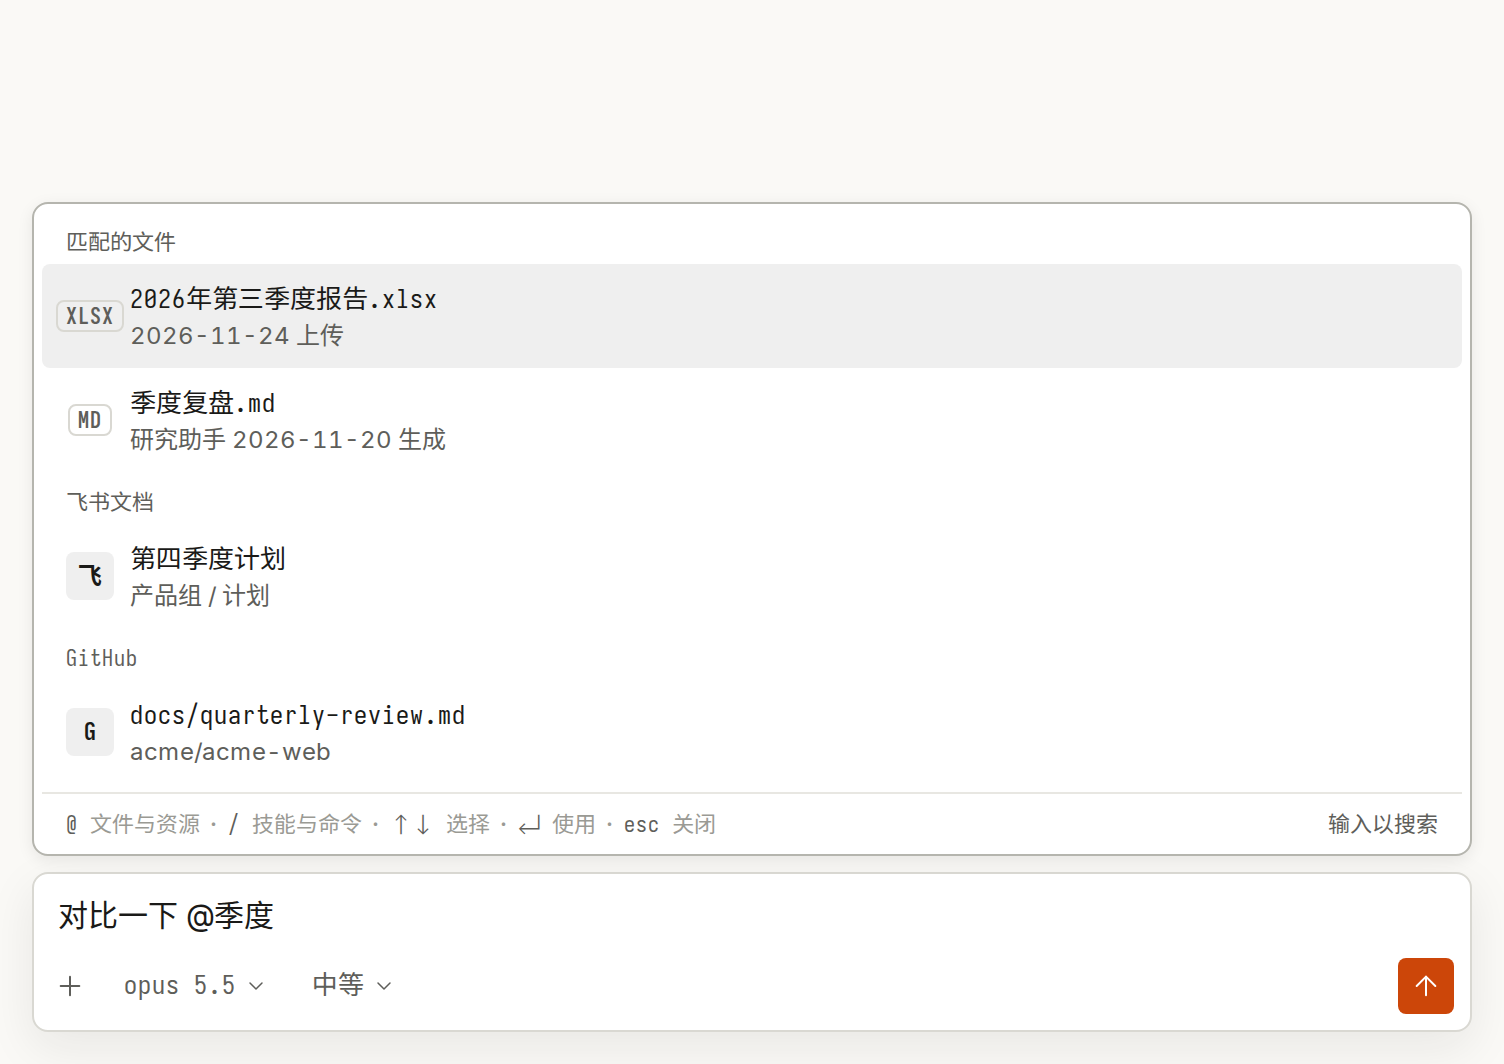 匹配的文件
XLSX
2026年第三季度报告.xlsx
2026-11-24 上传
MD
季度复盘.md
研究助手 2026-11-20 生成
飞书文档
飞
第四季度计划
产品组 / 计划
GitHub
G
docs/quarterly-review.md
acme/acme-web
@ 文件与资源 · / 技能与命令 · ↑↓ 选择 · ↵ 使用 · esc 关闭
输入以搜索
对比一下 @季度
opus 5.5
中等